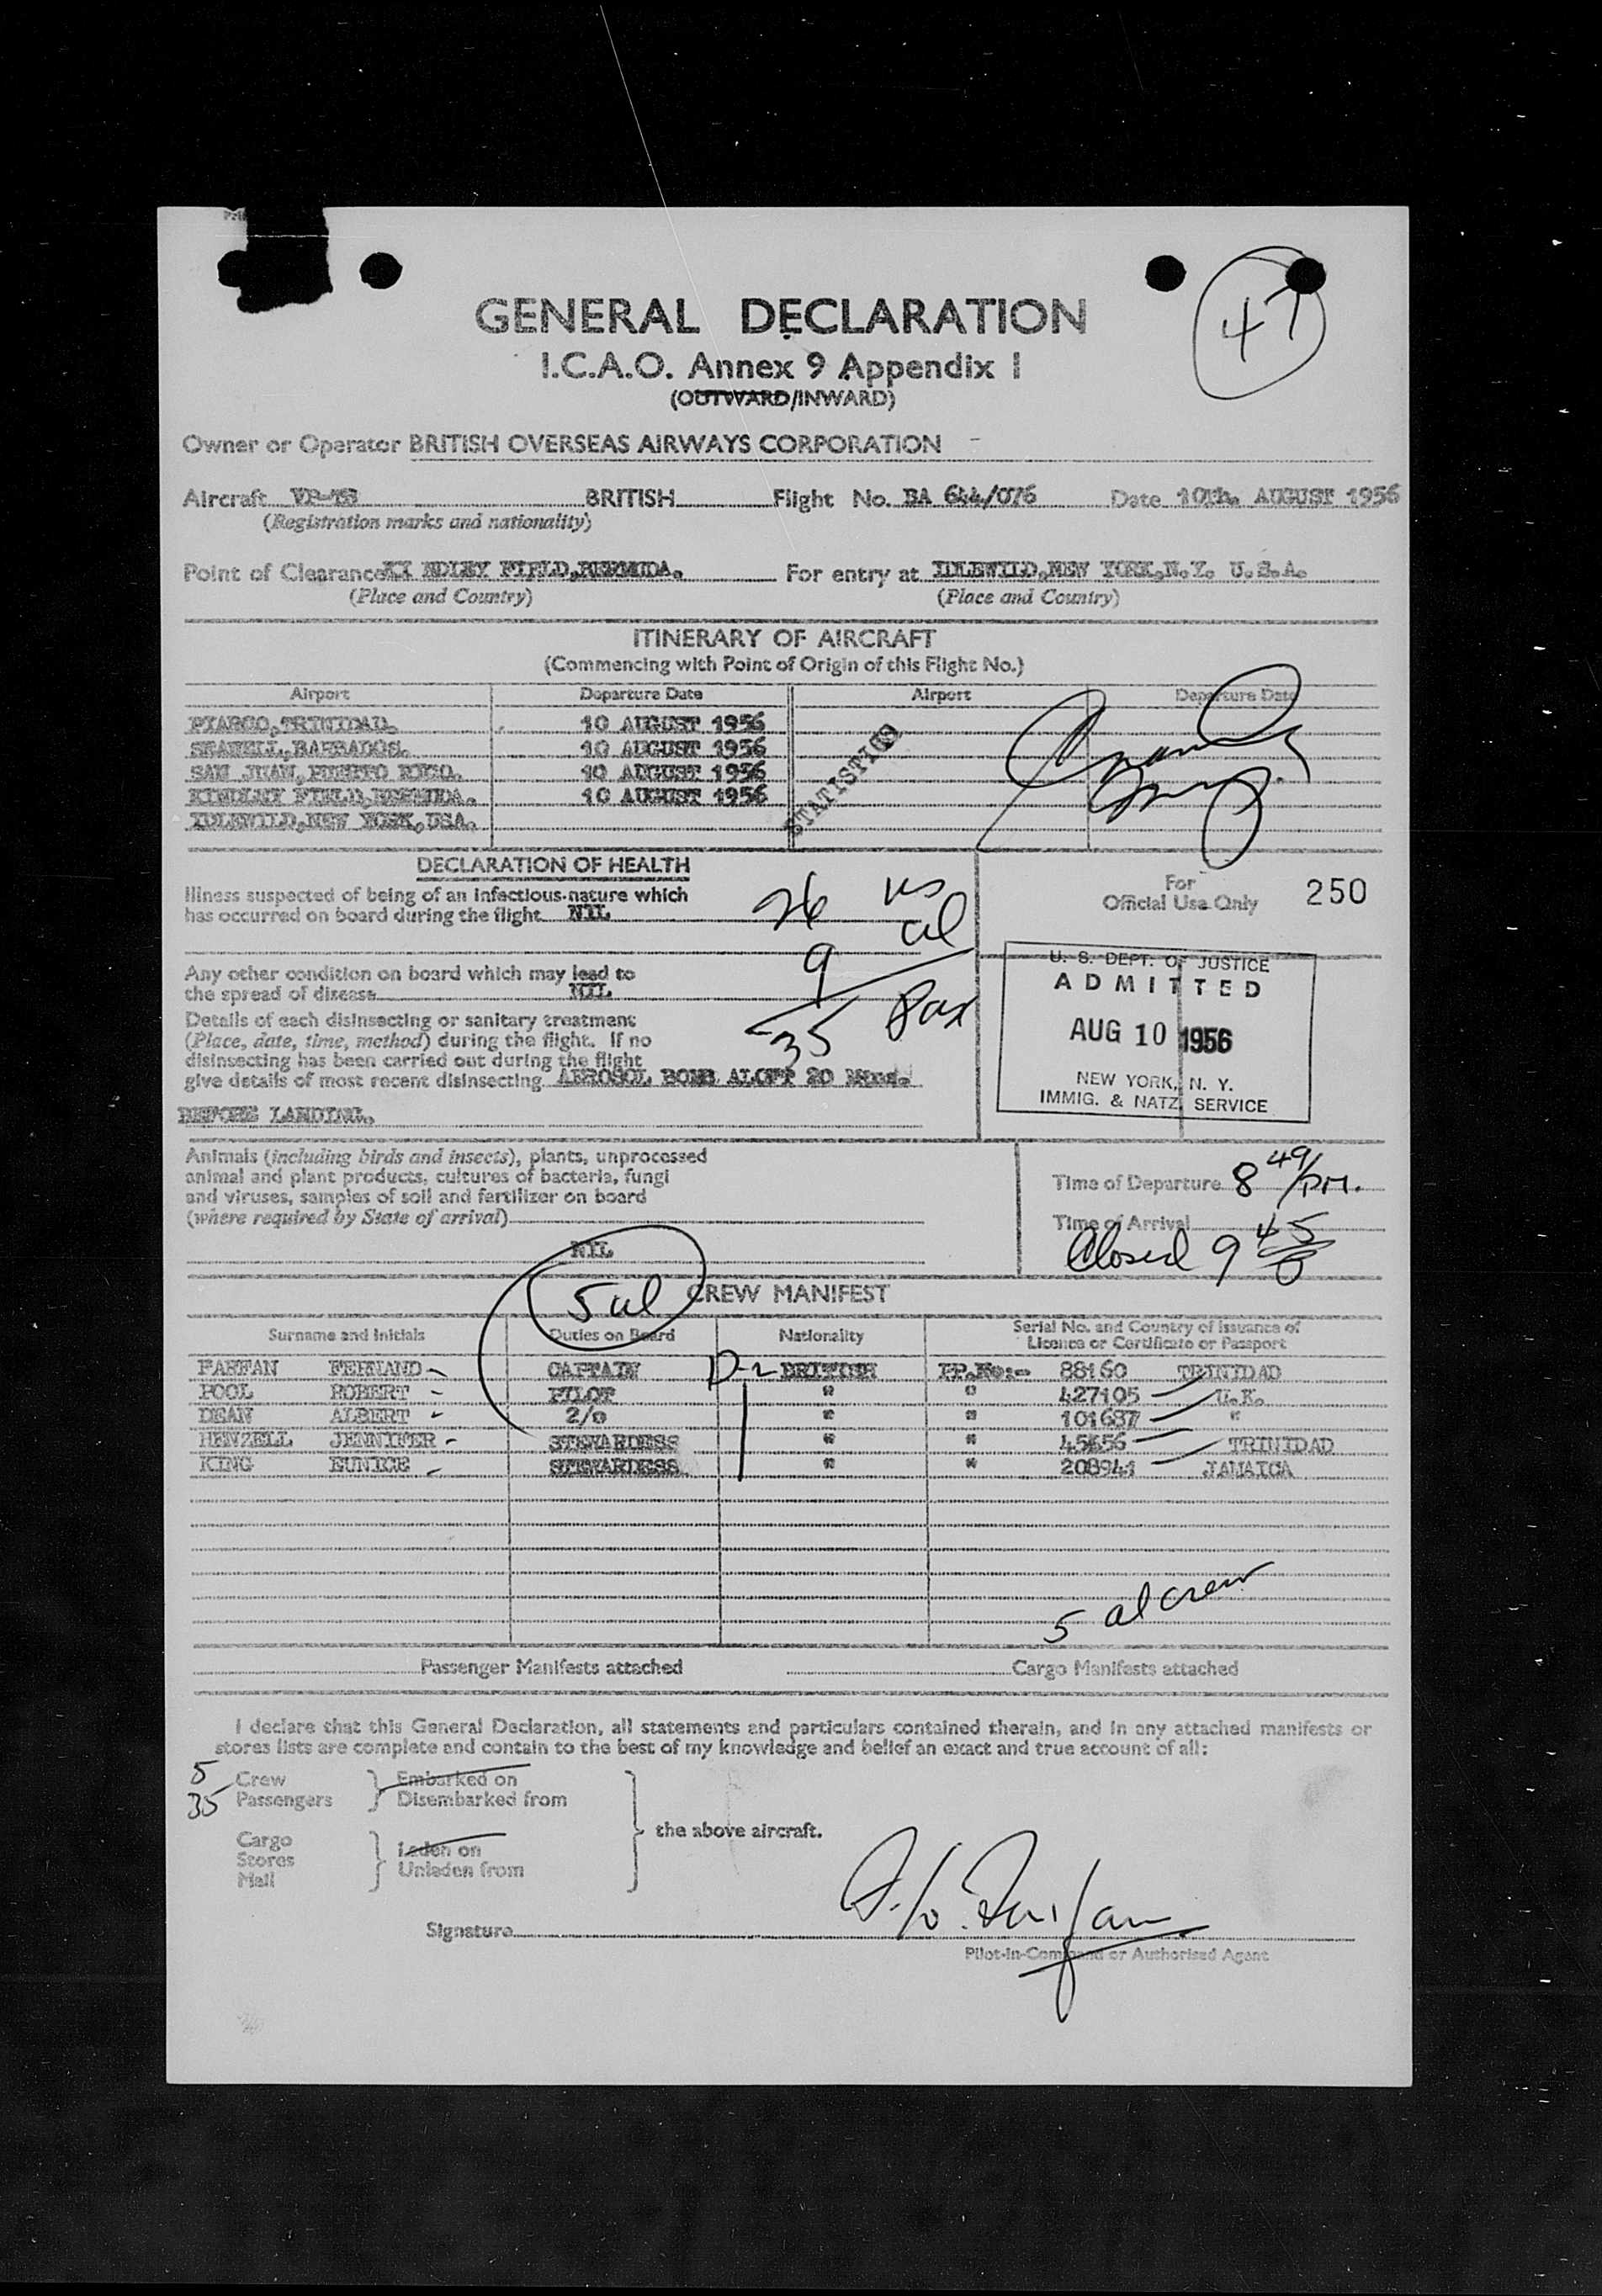 47
GENERAL DECLARATION
I.C.A.O. Annex 9 Appendix 1
(OUTWARD/INWARD)
Owner or Operator BRITISH OVERSEAS AIRWAYS CORPORATION
Aircraft BRITISH Flight No. BA 644/076 Date 10th. AUGUST 1956
(Registration marks and nationality)
Point of Clearance NDLEY FIELD, BERMUDA. For entry at IDLEWILD, NEW YORK, N.Y. U.S.A.
(Place and Country) (Place and Country)
ITINERARY OF AIRCRAFT
(Commencing with Point of Origin of this Flight No.)
Airport Departure Date Airport Departure Date
PIARCO, TRINIDAD. 10 AUGUST 1956
SEAWELL, BARBADOS. 10 AUGUST 1956
SAN JUAN, PUERTO RICO. 10 AUGUST 1956
KINDLEY FIELD, BERMUDA. 10 AUGUST 1956
IDLEWILD, NEW YORK, USA.
STATISTICS
DECLARATION OF HEALTH
Illness suspected of being of an infectious nature which
has occurred on board during the flight NIL
26 us
9 al
35 Pax
For
Official Use Only 250
Any other condition on board which may lead to
the spread of disease NIL
Details of each disinsecting or sanitary treatment
(Place, date, time, method) during the flight. If no
disinsecting has been carried out during the flight
give details of most recent disinsecting AEROSOL BOMB ALOFT 20 Mins.
BEFORE LANDING.
U. S. DEPT. OF JUSTICE
ADMITTED
AUG 10 1956
NEW YORK, N. Y.
IMMIG. & NATZ SERVICE
Animals (including birds and insects), plants, unprocessed
animal and plant products, cultures of bacteria, fungi
and viruses, samples of soil and fertilizer on board
(where required by State of arrival)
NIL
Time of Departure 8 49/PM.
Time of Arrival
Closed 9 45
5 al
CREW MANIFEST
Surname and Initials Duties on Board Nationality Serial No. and Country of Issuance of
Licence or Certificate or Passport
FARFAN FERNAND CAPTAIN D-2 BRITISH PP.No:- 88160 TRINIDAD
POOL ROBERT PILOT " " 427105 U.K.
DEAN ALBERT 2/o " " 101687 "
HENZELL JENNIFER STEWARDESS " " TRINIDAD
KING EUNICE STEWARDESS " " 208941 JAMAICA
5 al crew
Passenger Manifests attached Cargo Manifests attached
I declare that this General Declaration, all statements and particulars contained therein, and in any attached manifests or
stores lists are complete and contain to the best of my knowledge and belief an exact and true account of all:
5 Crew Embarked on
35 Passengers Disembarked from
the above aircraft.
Cargo Laden on
Stores Unladen from
Mail
Signature
Pilot-in-Command or Authorised Agent